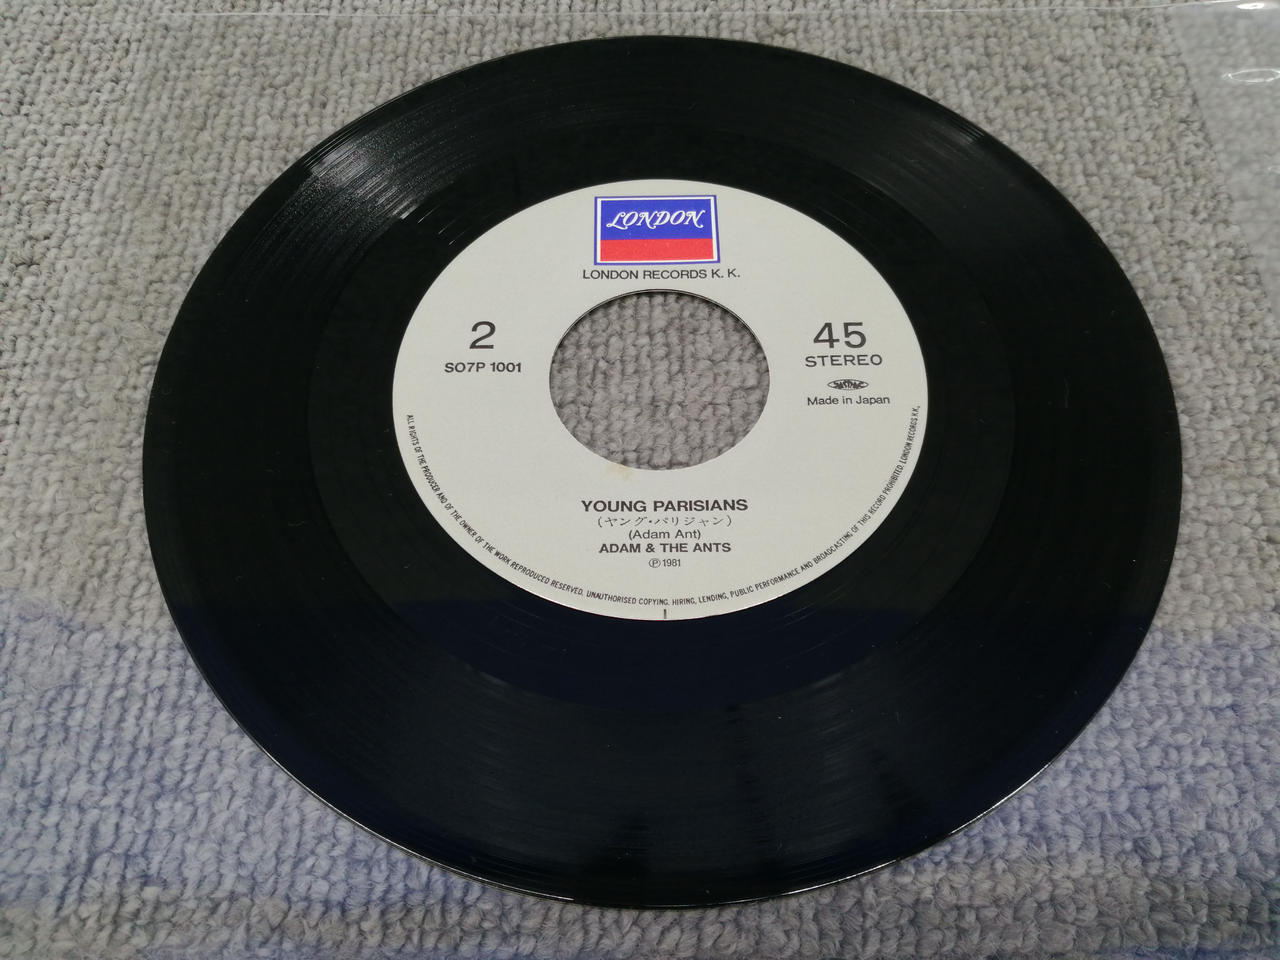 LONDON
LONDON RECORDS K. K.
2
S07P 1001
45
STEREO
Made in Japan
YOUNG PARISIANS
(ヤング・パリジャン)
(Adam Ant)
ADAM & THE ANTS
Ⓟ 1981
ALL RIGHTS OF THE PRODUCER AND OF THE OWNER OF THE WORK REPRODUCED RESERVED. UNAUTHORISED COPYING, HIRING, LENDING, PUBLIC PERFORMANCE AND BROADCASTING OF THIS RECORD PROHIBITED. LONDON RECORDS K.K.